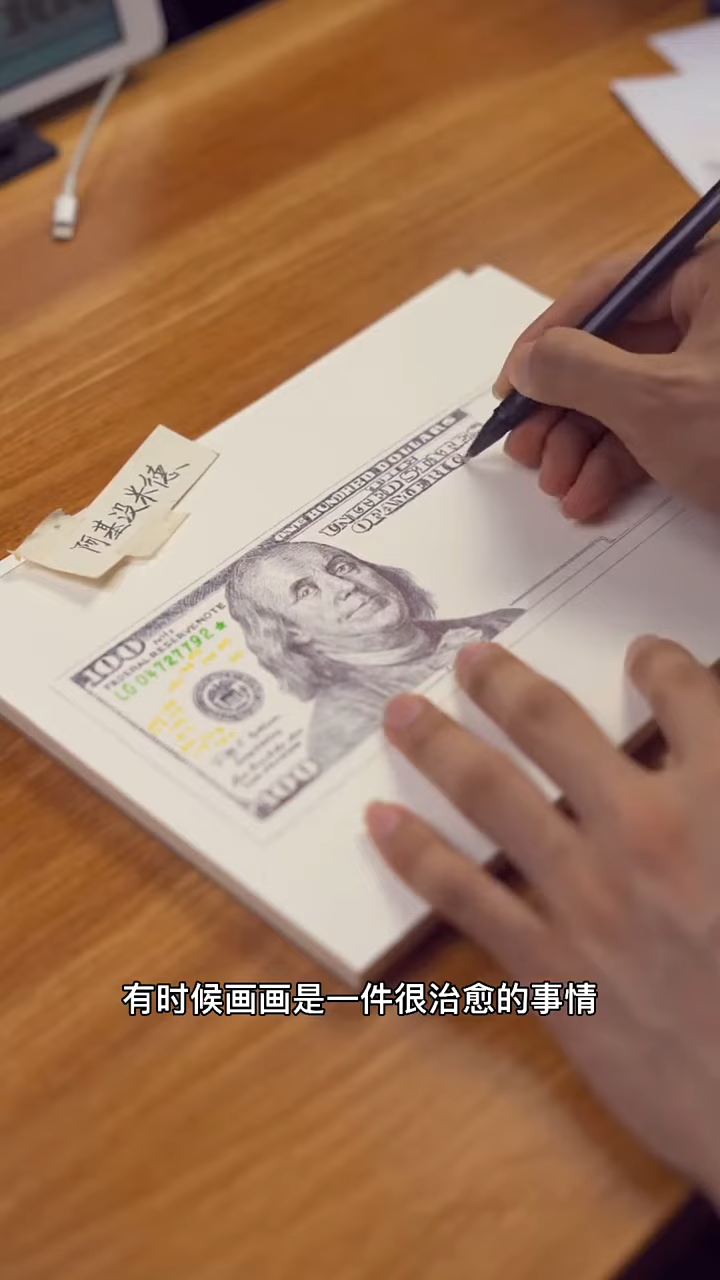 ONE HUNDRED DOLLARS
UNITED STATES
OF AMERIC
阿基没米德
100
FEDERAL RESERVE NOTE
LG 04727792 ★
100
有时候画画是一件很治愈的事情